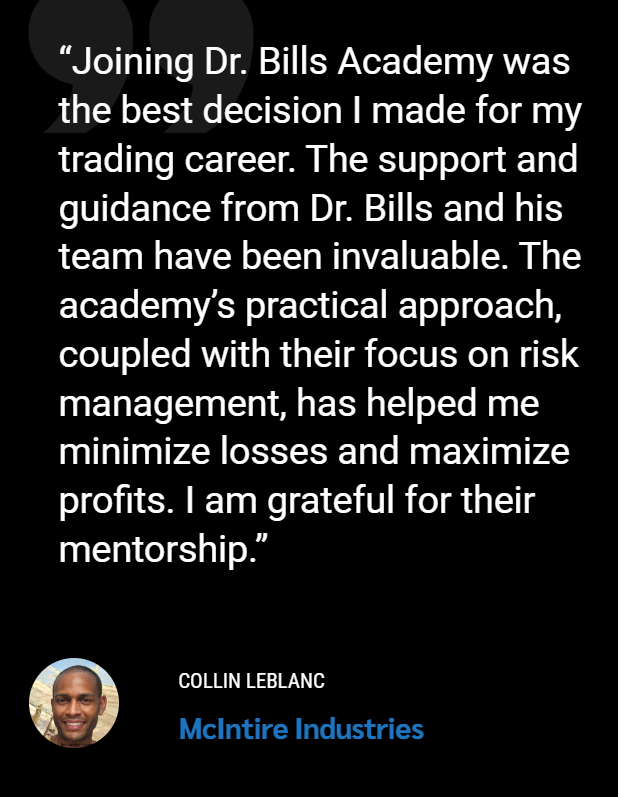 “Joining Dr. Bills Academy was
the best decision I made for my
trading career. The support and
guidance from Dr. Bills and his
team have been invaluable. The
academy’s practical approach,
coupled with their focus on risk
management, has helped me
minimize losses and maximize
profits. I am grateful for their
mentorship.”
COLLIN LEBLANC
McIntire Industries